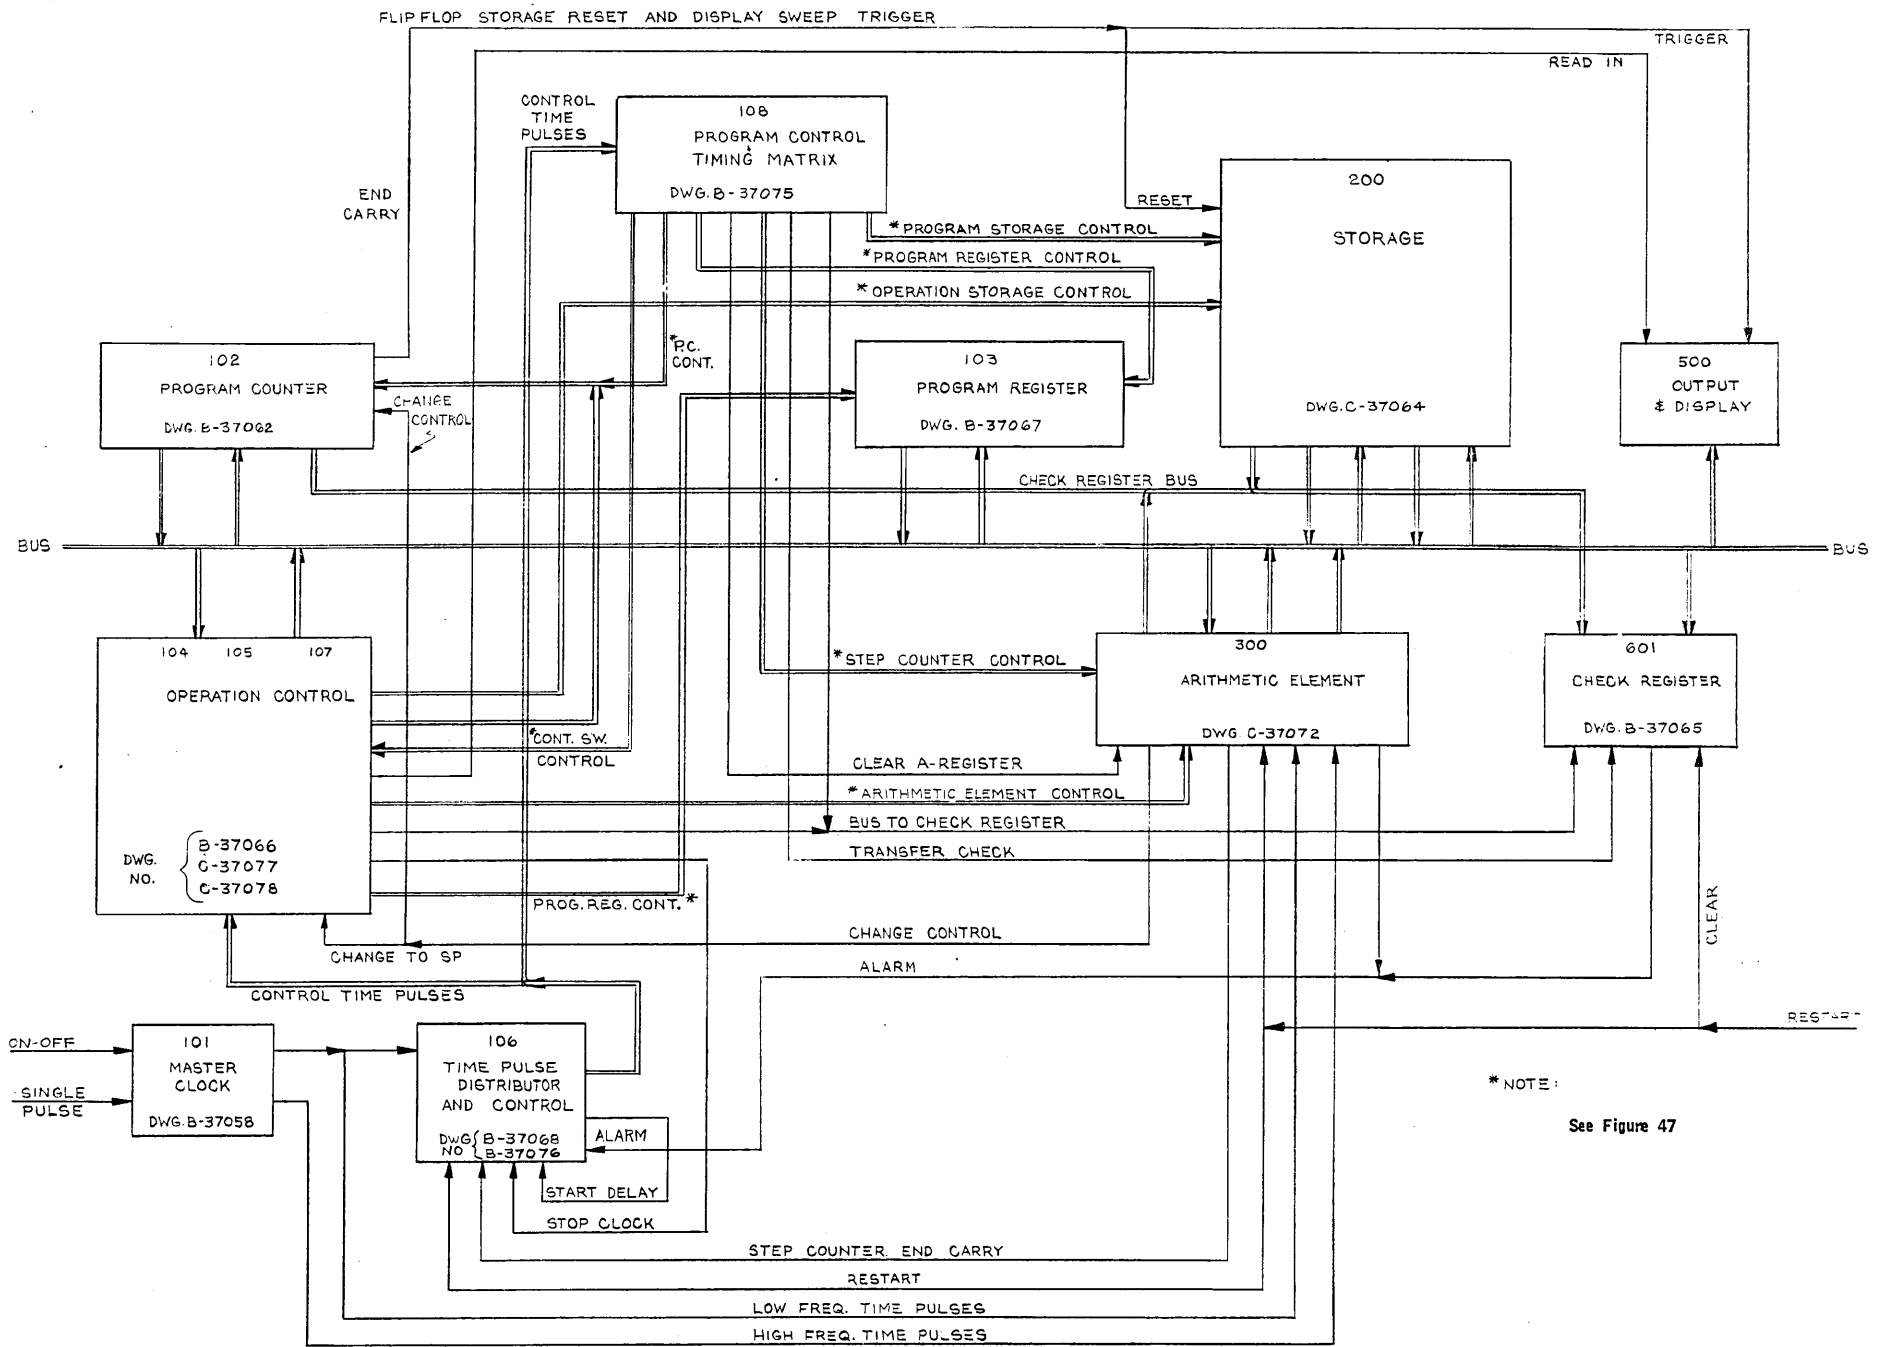 FLIP FLOP STORAGE RESET AND DISPLAY SWEEP TRIGGER
TRIGGER
READ IN
CONTROL
TIME
PULSES
108
PROGRAM CONTROL
&
TIMING MATRIX
DWG.B-37075
END
CARRY
200
STORAGE
DWG.C-37064
RESET
*PROGRAM STORAGE CONTROL
*PROGRAM REGISTER CONTROL
*OPERATION STORAGE CONTROL
*P.C.
CONT.
102
PROGRAM COUNTER
DWG.B-37062
CHANGE
CONTROL
103
PROGRAM REGISTER
DWG. B-37067
500
OUTPUT
& DISPLAY
CHECK REGISTER BUS
BUS
BUS
104 105 107
OPERATION CONTROL
DWG.
NO.
B-37066
C-37077
C-37078
*STEP COUNTER CONTROL
300
ARITHMETIC ELEMENT
DWG. C-37072
601
CHECK REGISTER
DWG.B-37065
*CONT. SW.
CONTROL
CLEAR A-REGISTER
*ARITHMETIC ELEMENT CONTROL
BUS TO CHECK REGISTER
TRANSFER CHECK
PROG.REG.CONT.*
CLEAR
CHANGE CONTROL
CHANGE TO SP
ALARM
CONTROL TIME PULSES
RESTART
ON-OFF
SINGLE
PULSE
101
MASTER
CLOCK
DWG.B-37058
106
TIME PULSE
DISTRIBUTOR
AND CONTROL
DWG
NO
B-37068
B-37076
ALARM
START DELAY
STOP CLOCK
STEP COUNTER END CARRY
RESTART
LOW FREQ. TIME PULSES
HIGH FREQ. TIME PULSES
*NOTE:
See Figure 47